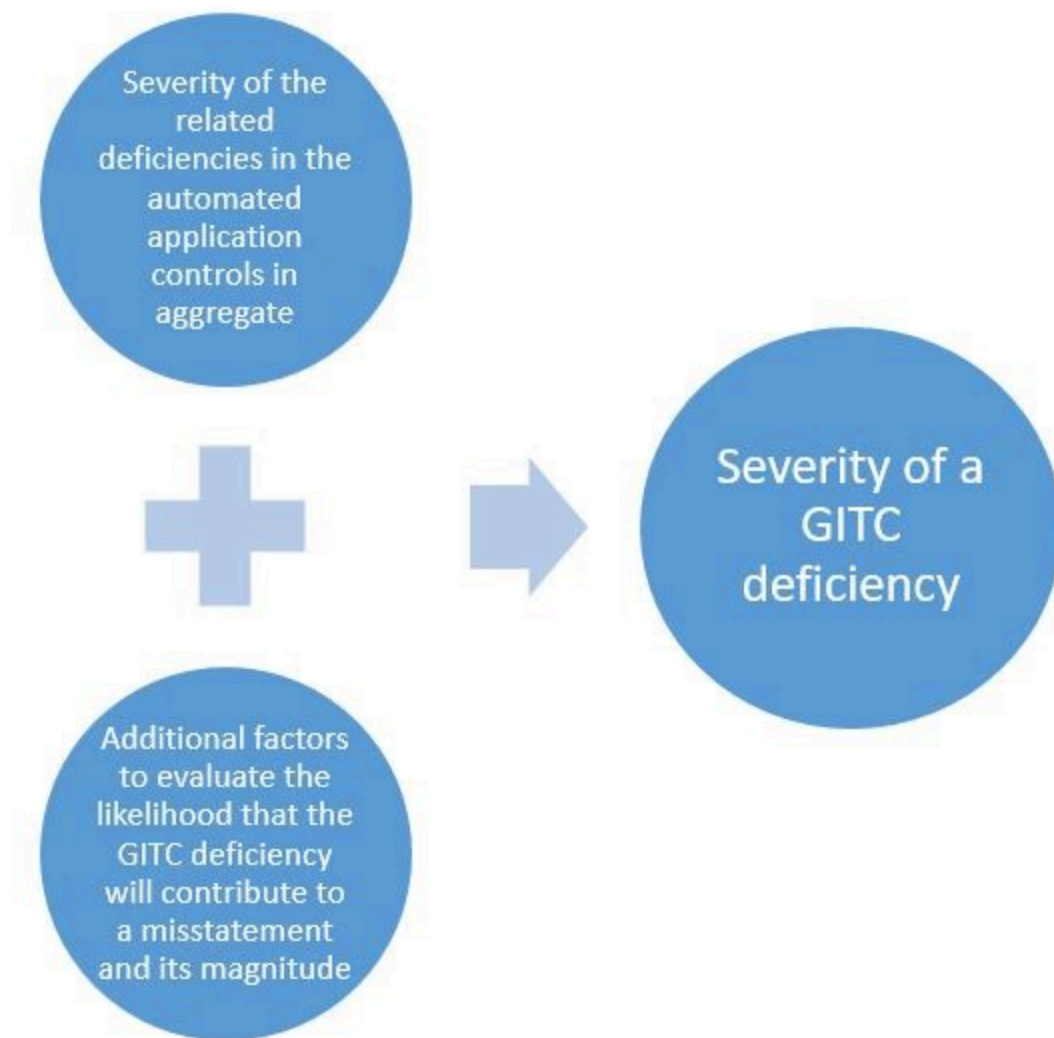 Severity of the
related
deficiencies in the
automated
application
controls in
aggregate
Additional factors
to evaluate the
likelihood that the
GITC deficiency
will contribute to
a misstatement
and its magnitude
Severity of a
GITC
deficiency